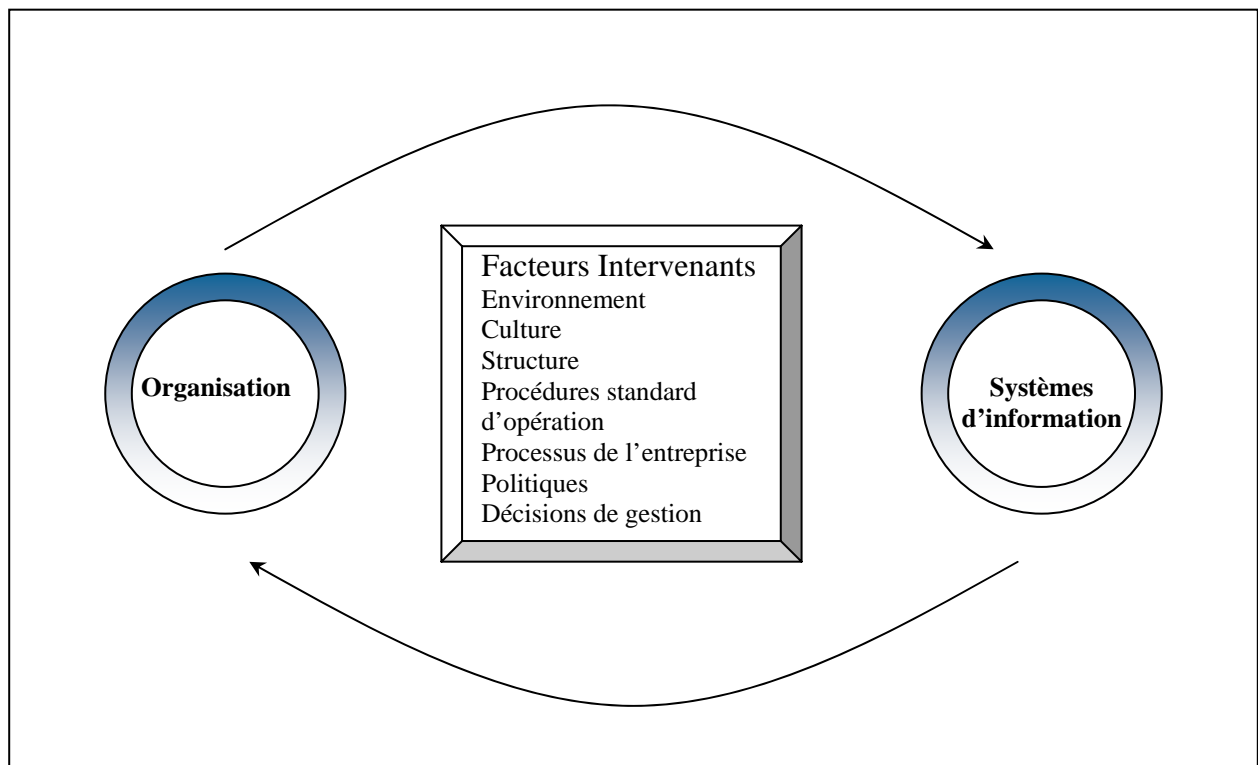 Organisation
Facteurs Intervenants
Environnement
Culture
Structure
Procédures standard
d’opération
Processus de l’entreprise
Politiques
Décisions de gestion
Systèmes
d’information